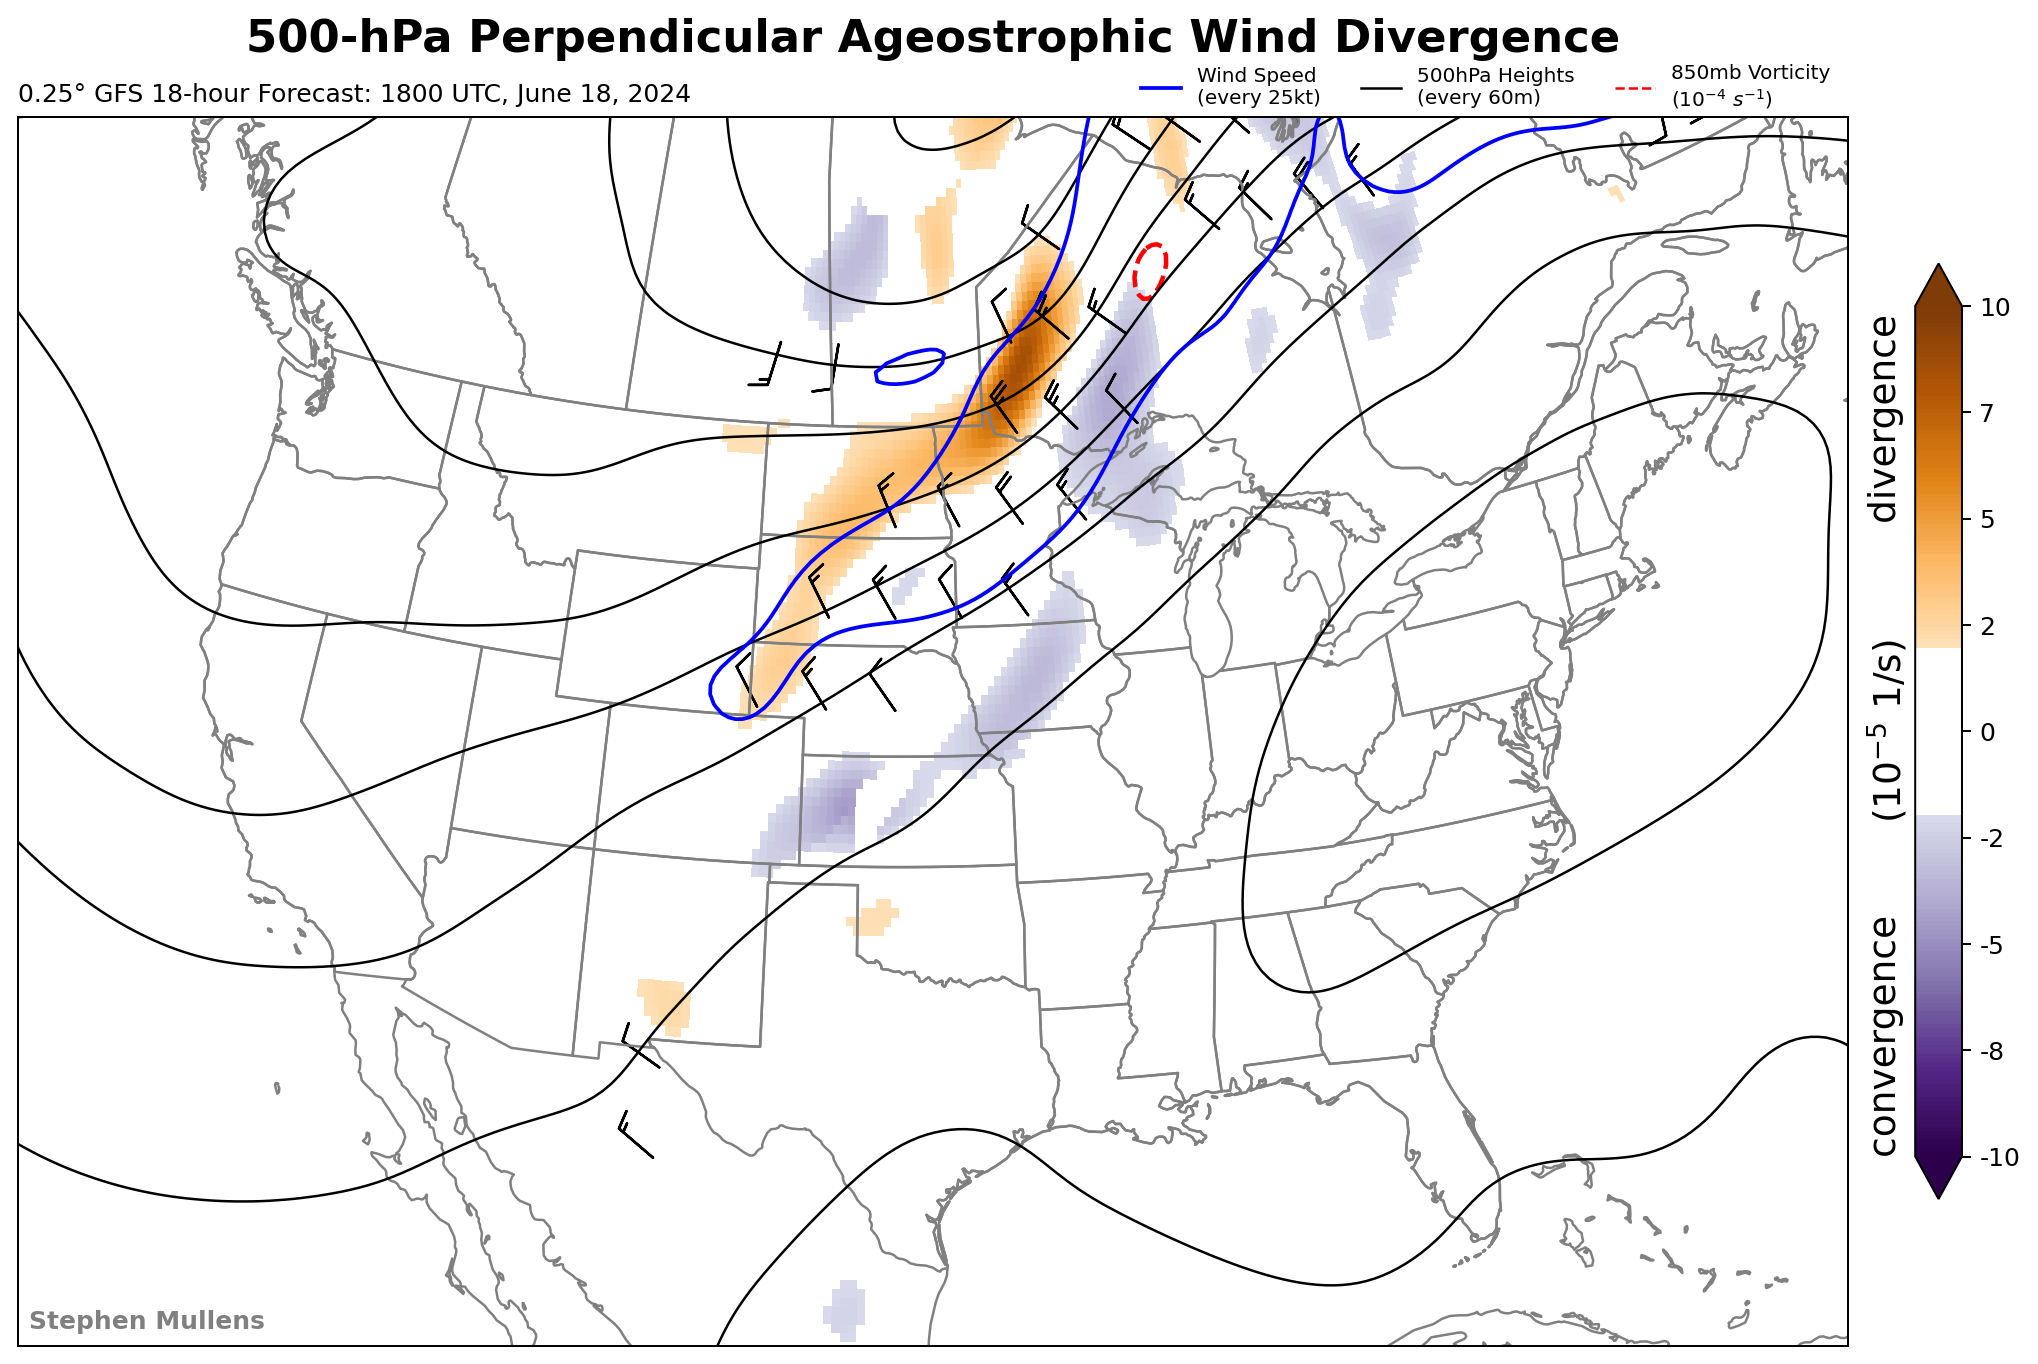 500-hPa Perpendicular Ageostrophic Wind Divergence
0.25° GFS 18-hour Forecast: 1800 UTC, June 18, 2024
Wind Speed
(every 25kt)
500hPa Heights
(every 60m)
850mb Vorticity
(10⁻⁴ s⁻¹)
10
7
5
2
0
-2
-5
-8
-10
convergence (10⁻⁵ 1/s) divergence
Stephen Mullens